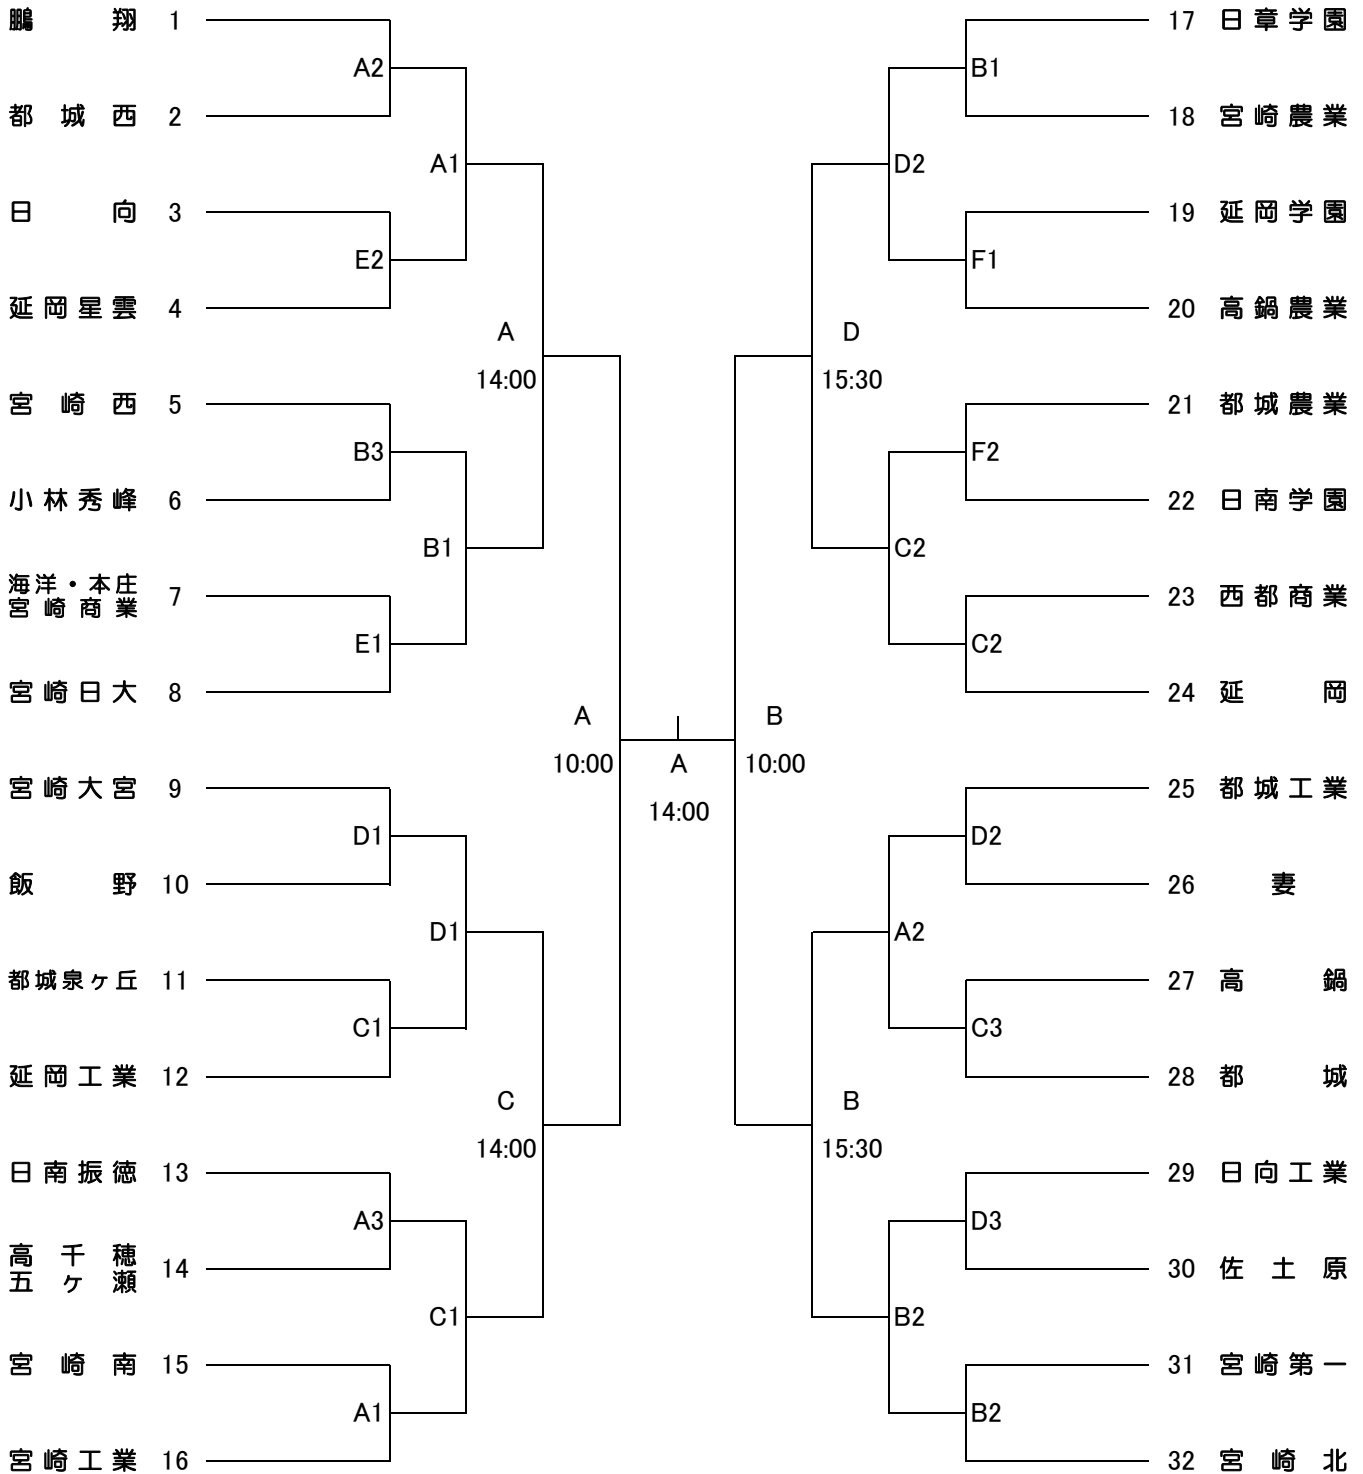 鵬翔 1
A2
都城西 2
A1
日向 3
E2
延岡星雲 4
A
14:00
宮崎西 5
B3
小林秀峰 6
B1
海洋・本庄
宮崎商業 7
E1
宮崎日大 8
A
10:00
宮崎大宮 9
D1
飯野 10
D1
都城泉ヶ丘 11
C1
延岡工業 12
C
14:00
日南振徳 13
A3
高千穂
五ヶ瀬 14
C1
宮崎南 15
A1
宮崎工業 16
A
14:00
17 日章学園
B1
18 宮崎農業
D2
19 延岡学園
F1
20 高鍋農業
D
15:30
21 都城農業
F2
22 日南学園
C2
23 西都商業
C2
24 延岡
B
10:00
25 都城工業
D2
26 妻
A2
27 高鍋
C3
28 都城
B
15:30
29 日向工業
D3
30 佐土原
B2
31 宮崎第一
B2
32 宮崎北